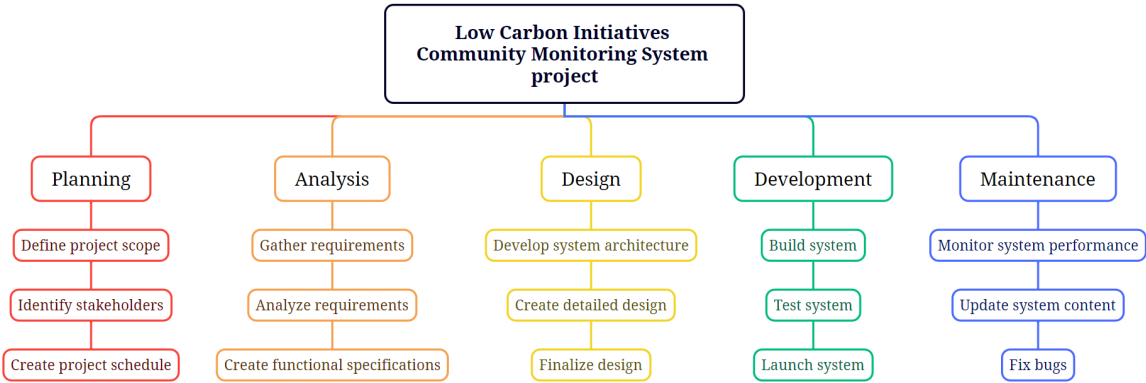 Low Carbon Initiatives
Community Monitoring System
project
Planning
Analysis
Design
Development
Maintenance
Define project scope
Gather requirements
Develop system architecture
Build system
Monitor system performance
Identify stakeholders
Analyze requirements
Create detailed design
Test system
Update system content
Create project schedule
Create functional specifications
Finalize design
Launch system
Fix bugs